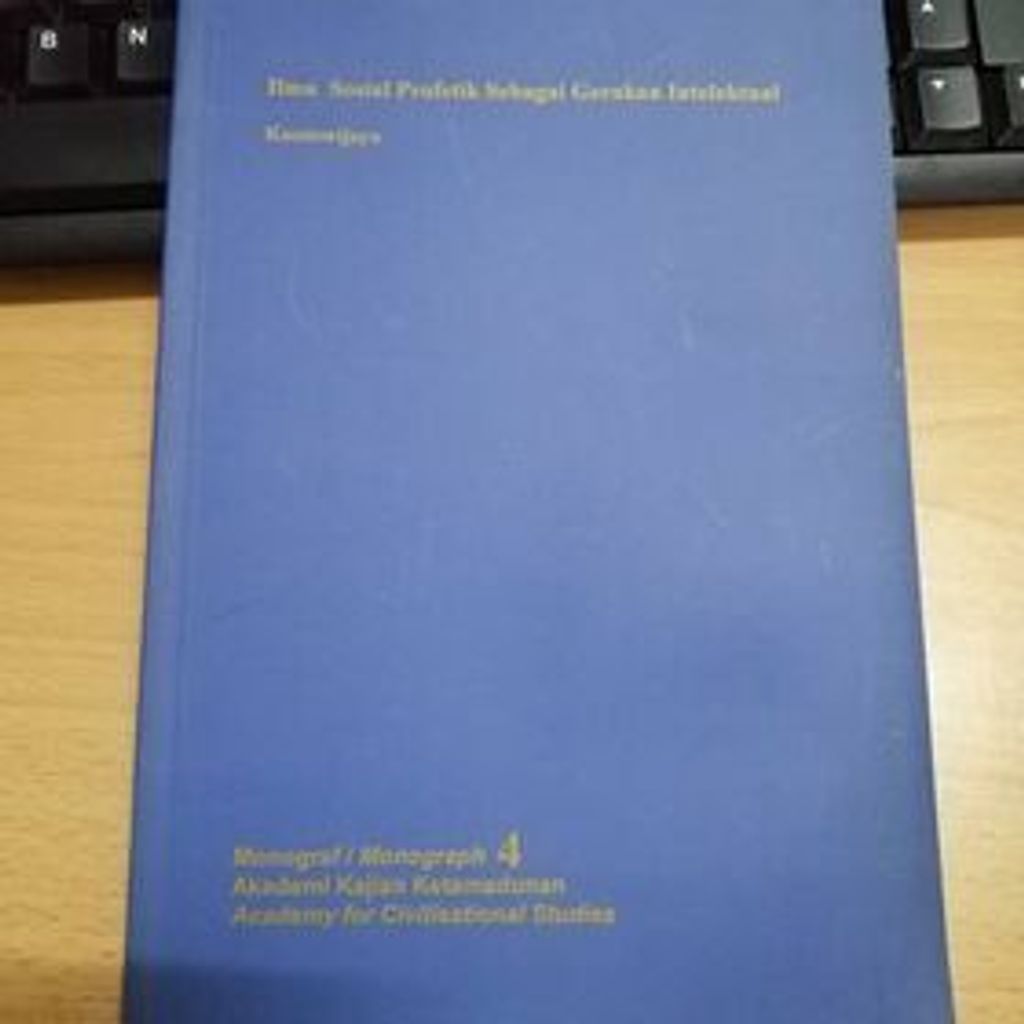 B
N
Ilmu Sosial Profetik Sebagai Gerakan Intelektual
Kuntowijoyo
Monograf / Monograph 4
Akademi Kajian Ketamadunan
Academy for Civilisational Studies